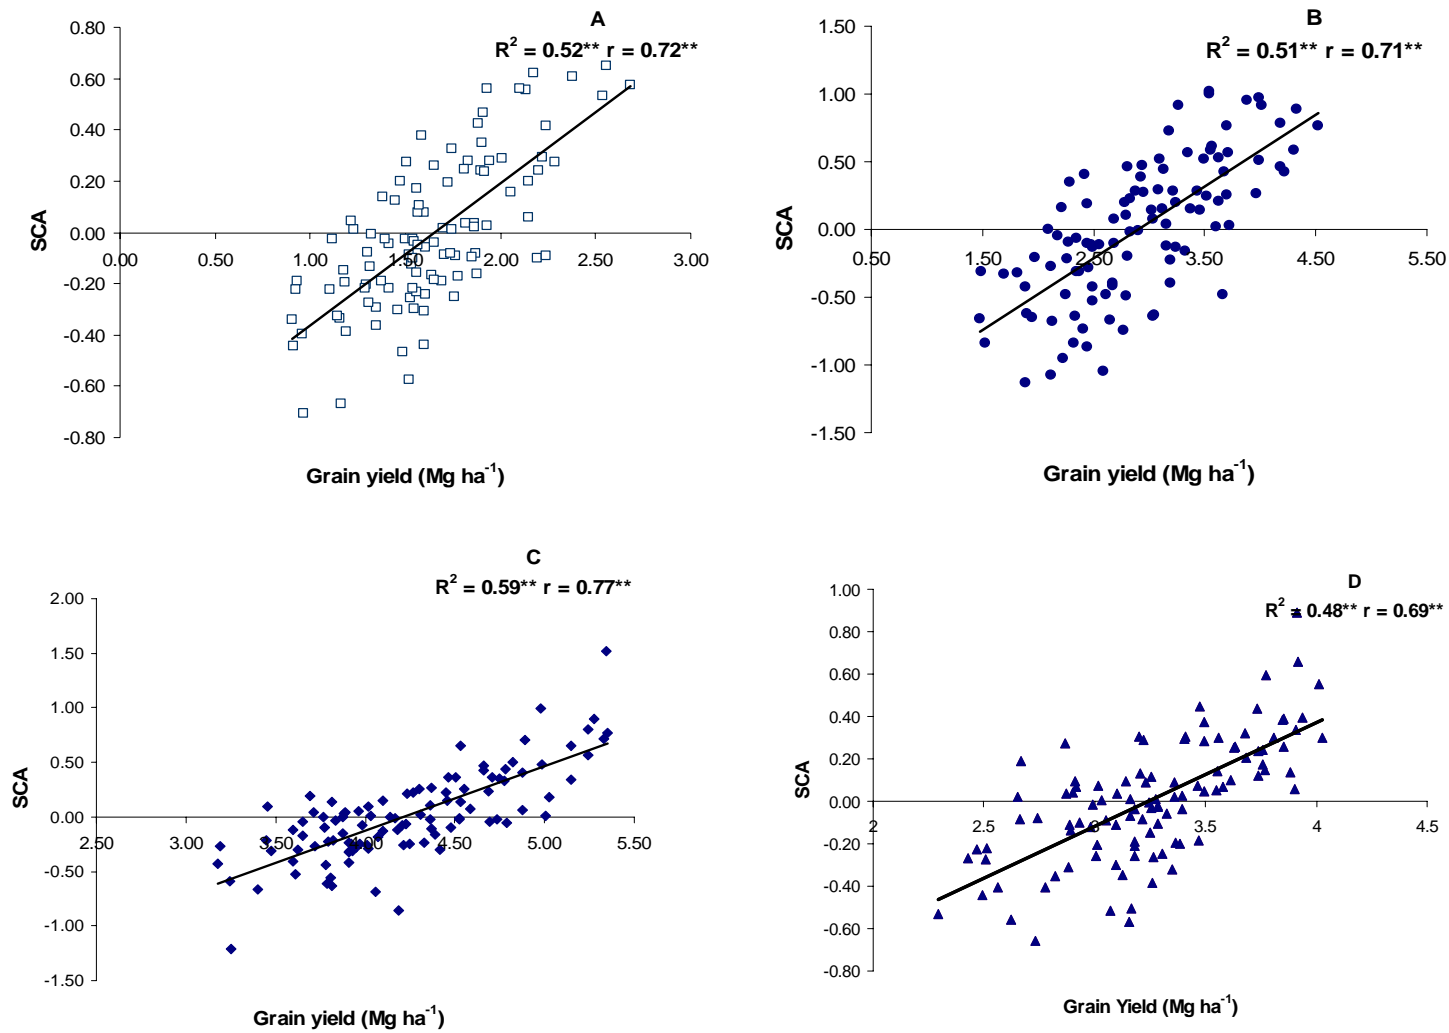 A
R² = 0.52** r = 0.72**
0.80
0.60
0.40
0.20
0.00
-0.20
-0.40
-0.60
-0.80
0.00 0.50 1.00 1.50 2.00 2.50 3.00
SCA
Grain yield (Mg ha⁻¹)
B
R² = 0.51** r = 0.71**
1.50
1.00
0.50
0.00
-0.50
-1.00
-1.50
0.50 1.50 2.50 3.50 4.50 5.50
SCA
Grain yield (Mg ha⁻¹)
C
R² = 0.59** r = 0.77**
2.00
1.50
1.00
0.50
0.00
-0.50
-1.00
-1.50
2.50 3.00 3.50 4.00 4.50 5.00 5.50
SCA
Grain yield (Mg ha⁻¹)
D
R² = 0.48** r = 0.69**
1.00
0.80
0.60
0.40
0.20
0.00
-0.20
-0.40
-0.60
-0.80
2 2.5 3 3.5 4 4.5
SCA
Grain Yield (Mg ha⁻¹)